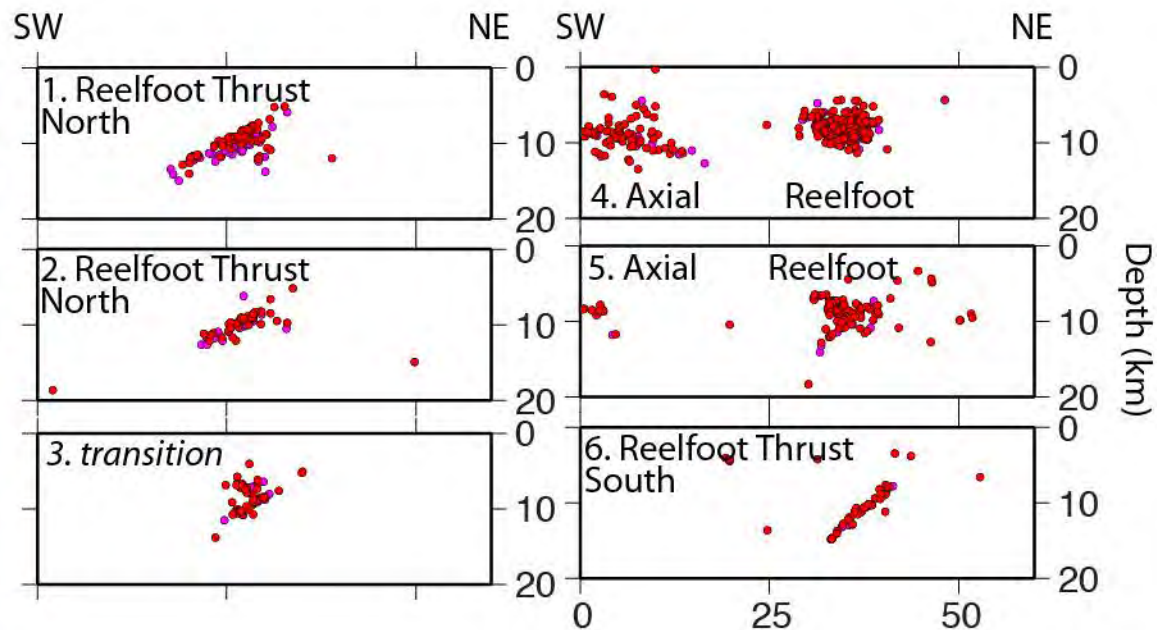 SW
NE
1. Reelfoot Thrust
North
0
10
20
2. Reelfoot Thrust
North
0
10
20
3. transition
0
10
20
SW
NE
0
10
20
4. Axial Reelfoot
5. Axial Reelfoot
0
10
20
6. Reelfoot Thrust
South
0
10
20
0 25 50
Depth (km)